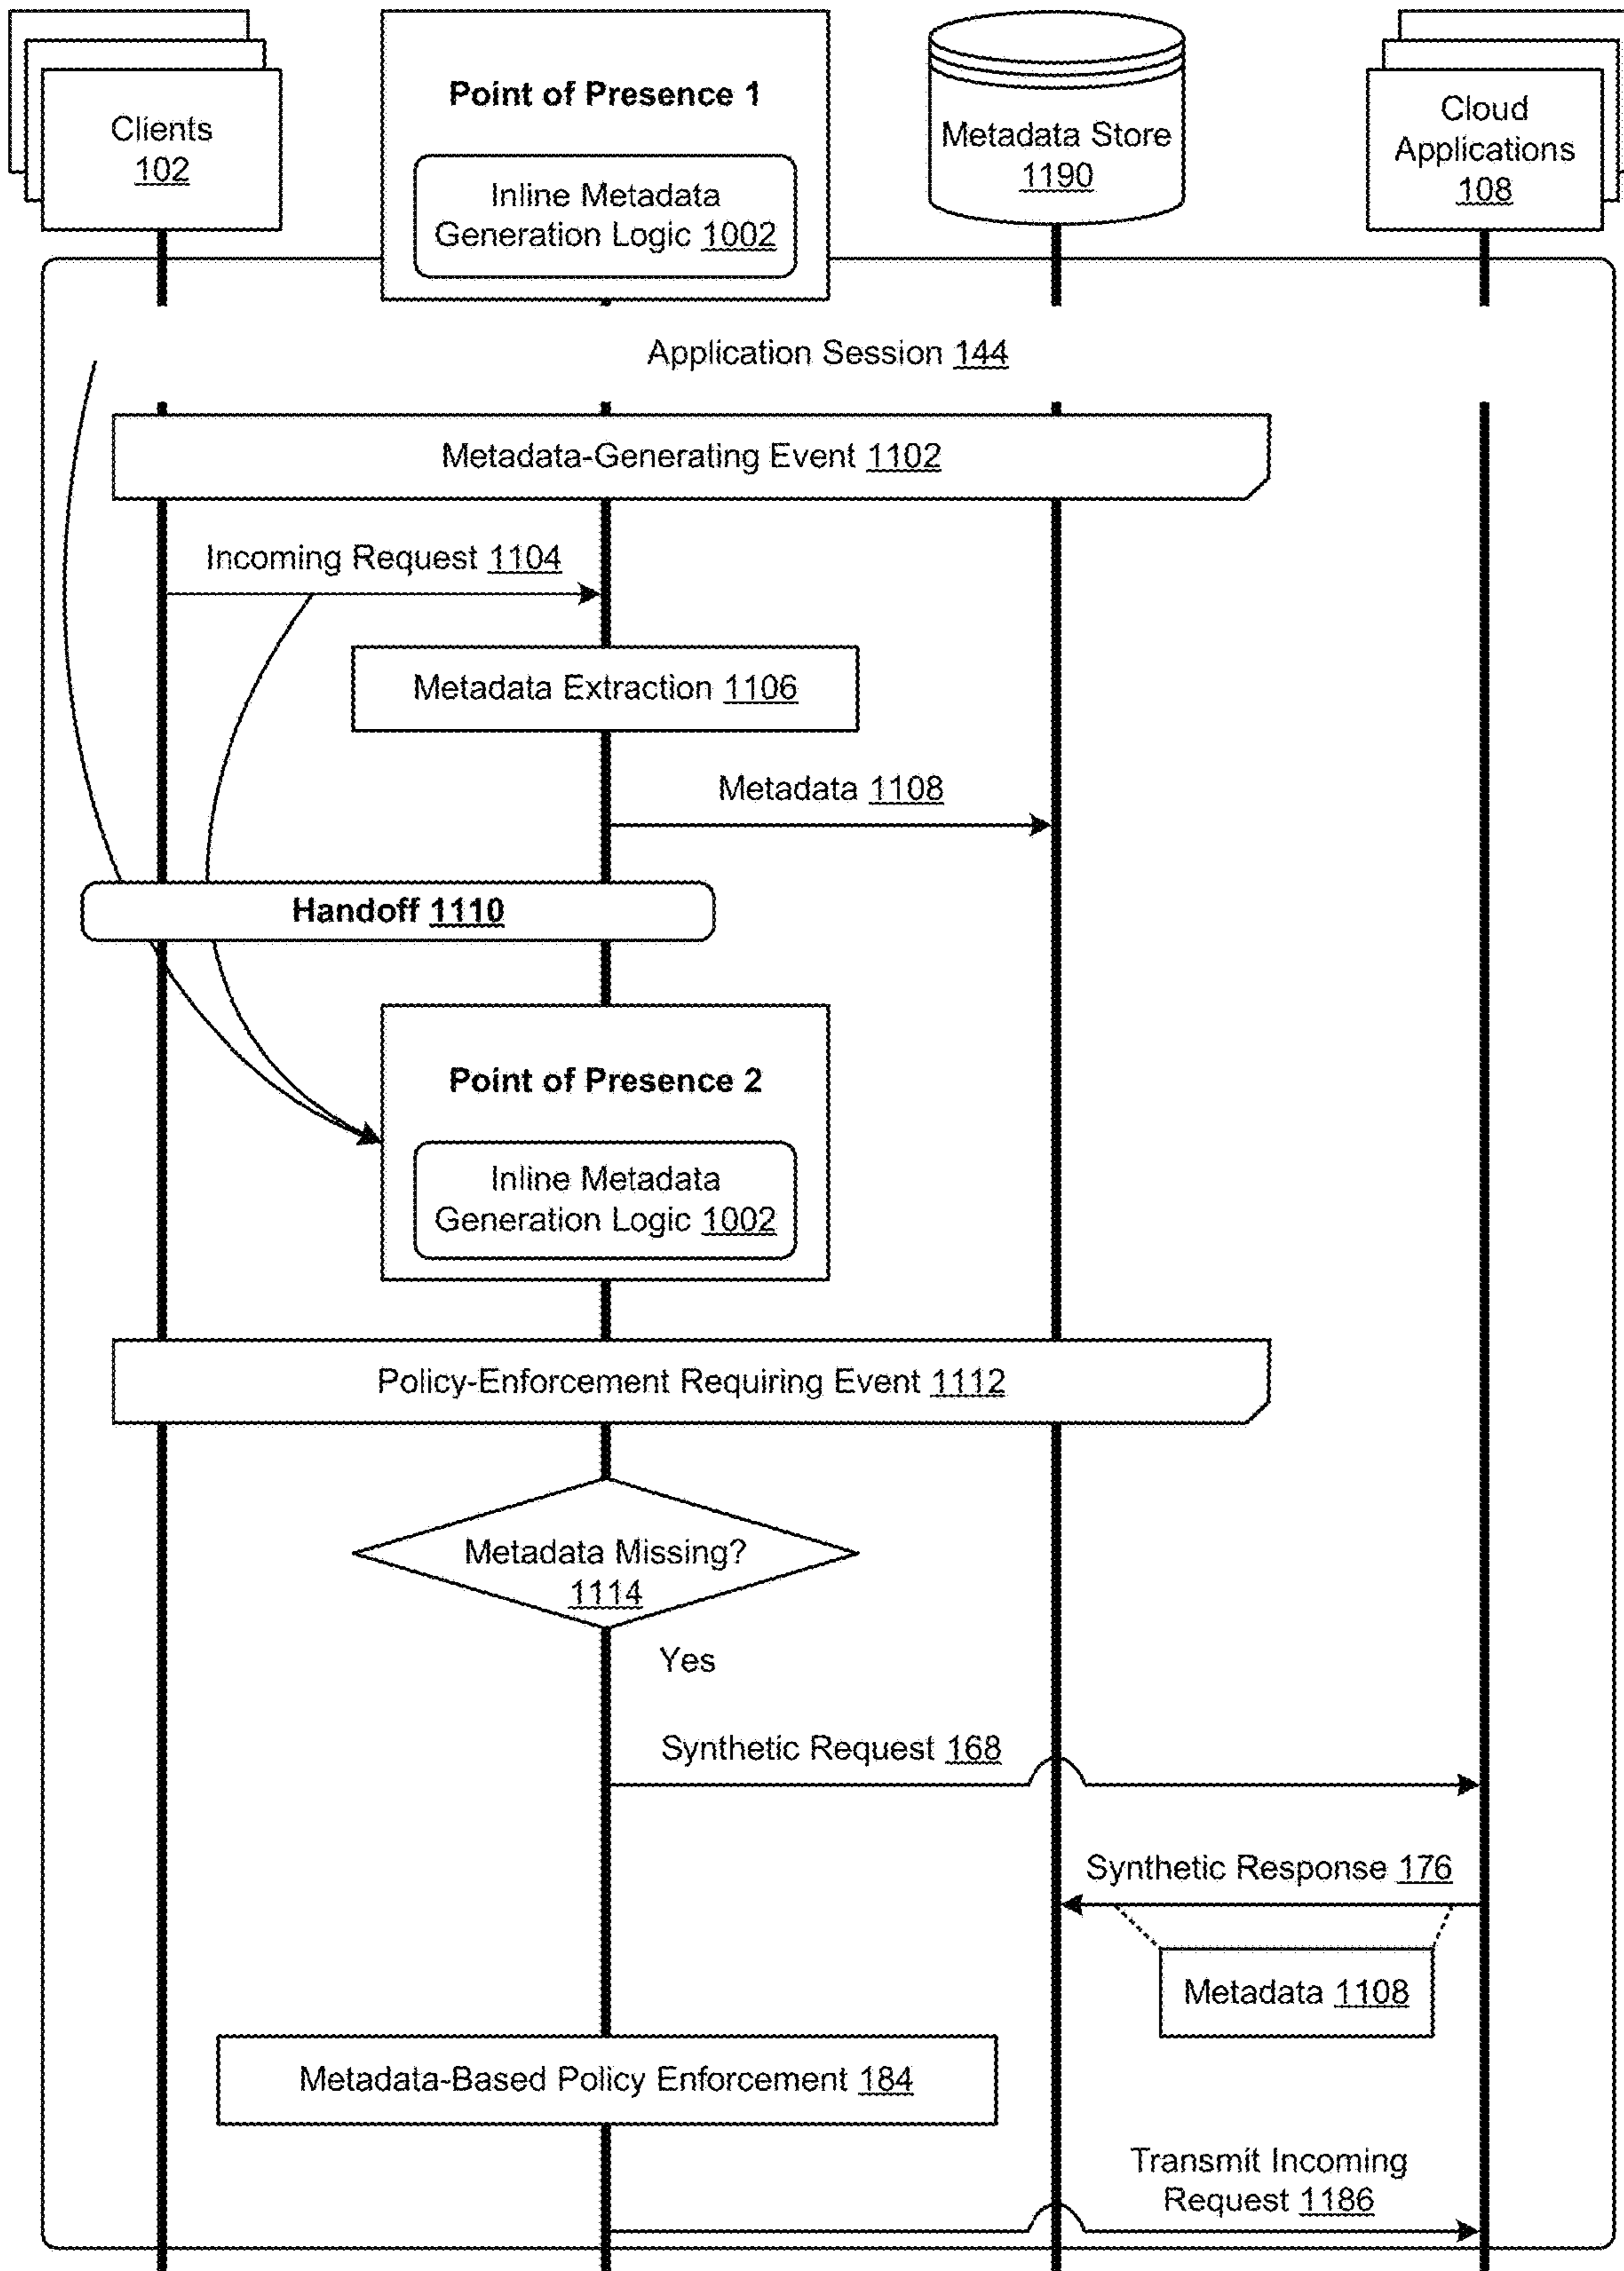 Clients
102
Point of Presence 1
Inline Metadata
Generation Logic 1002
Metadata Store
1190
Cloud
Applications
108
Application Session 144
Metadata-Generating Event 1102
Incoming Request 1104
Metadata Extraction 1106
Metadata 1108
Handoff 1110
Point of Presence 2
Inline Metadata
Generation Logic 1002
Policy-Enforcement Requiring Event 1112
Metadata Missing?
1114
Yes
Synthetic Request 168
Synthetic Response 176
Metadata 1108
Metadata-Based Policy Enforcement 184
Transmit Incoming
Request 1186